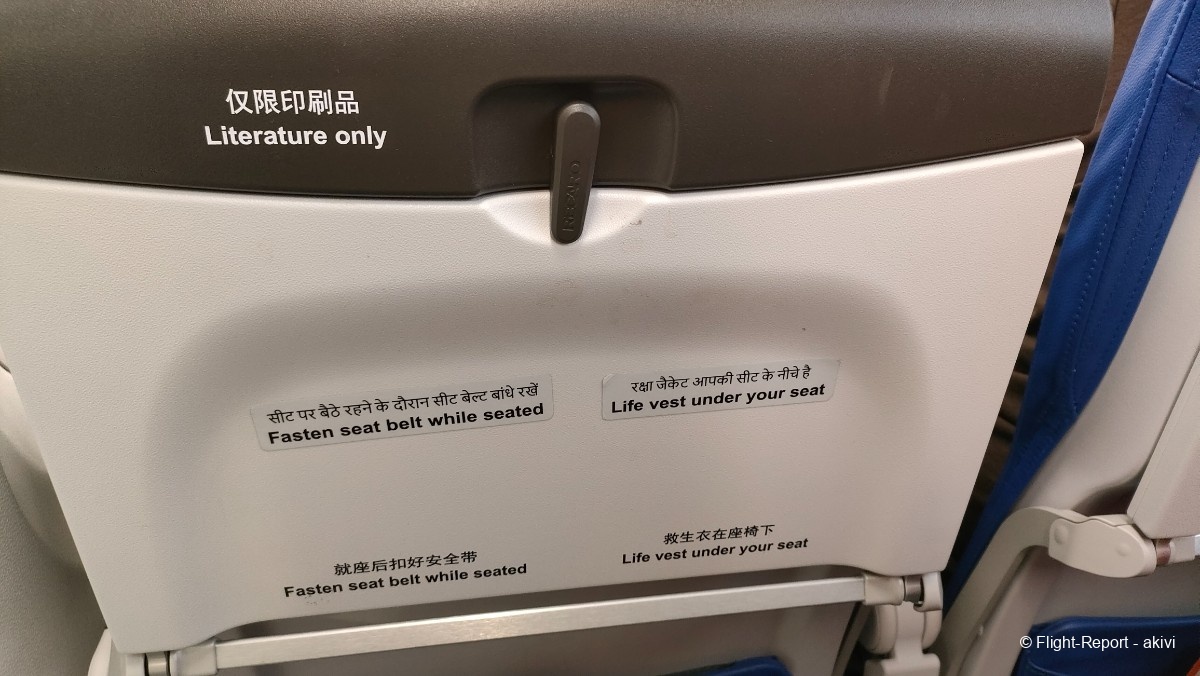 仅限印刷品
Literature only
सीट पर बैठे रहने के दौरान सीट बेल्ट बांधे रखें
Fasten seat belt while seated
रक्षा जैकेट आपकी सीट के नीचे है
Life vest under your seat
就座后扣好安全带
Fasten seat belt while seated
救生衣在座椅下
Life vest under your seat
© Flight-Report - akivi